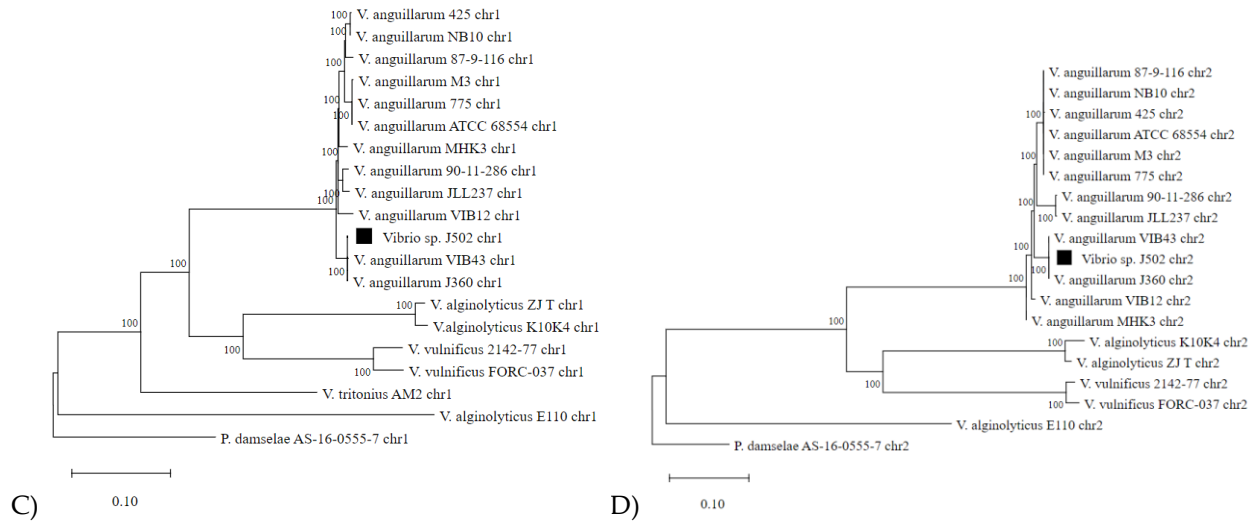 V. anguillarum 425 chr1
V. anguillarum NB10 chr1
V. anguillarum 87-9-116 chr1
V. anguillarum M3 chr1
V. anguillarum 775 chr1
V. anguillarum ATCC 68554 chr1
V. anguillarum MHK3 chr1
V. anguillarum 90-11-286 chr1
V. anguillarum JLL237 chr1
V. anguillarum VIB12 chr1
Vibrio sp. J502 chr1
V. anguillarum VIB43 chr1
V. anguillarum J360 chr1
V. alginolyticus ZJ T chr1
V.alginolyticus K10K4 chr1
V. vulnificus 2142-77 chr1
V. vulnificus FORC-037 chr1
V. tritonius AM2 chr1
V. alginolyticus E110 chr1
P. damselae AS-16-0555-7 chr1
100
100
100
100
100
100
100
100
100
100
100
100
100
0.10
C)
V. anguillarum 87-9-116 chr2
V. anguillarum NB10 chr2
V. anguillarum 425 chr2
V. anguillarum ATCC 68554 chr2
V. anguillarum M3 chr2
V. anguillarum 775 chr2
V. anguillarum 90-11-286 chr2
V. anguillarum JLL237 chr2
V. anguillarum VIB43 chr2
Vibrio sp. J502 chr2
V. anguillarum J360 chr2
V. anguillarum VIB12 chr2
V. anguillarum MHK3 chr2
V. alginolyticus K10K4 chr2
V. alginolyticus ZJ T chr2
V. vulnificus 2142-77 chr2
V. vulnificus FORC-037 chr2
V. alginolyticus E110 chr2
P. damselae AS-16-0555-7 chr2
100
100
100
100
100
100
100
100
100
100
0.10
D)